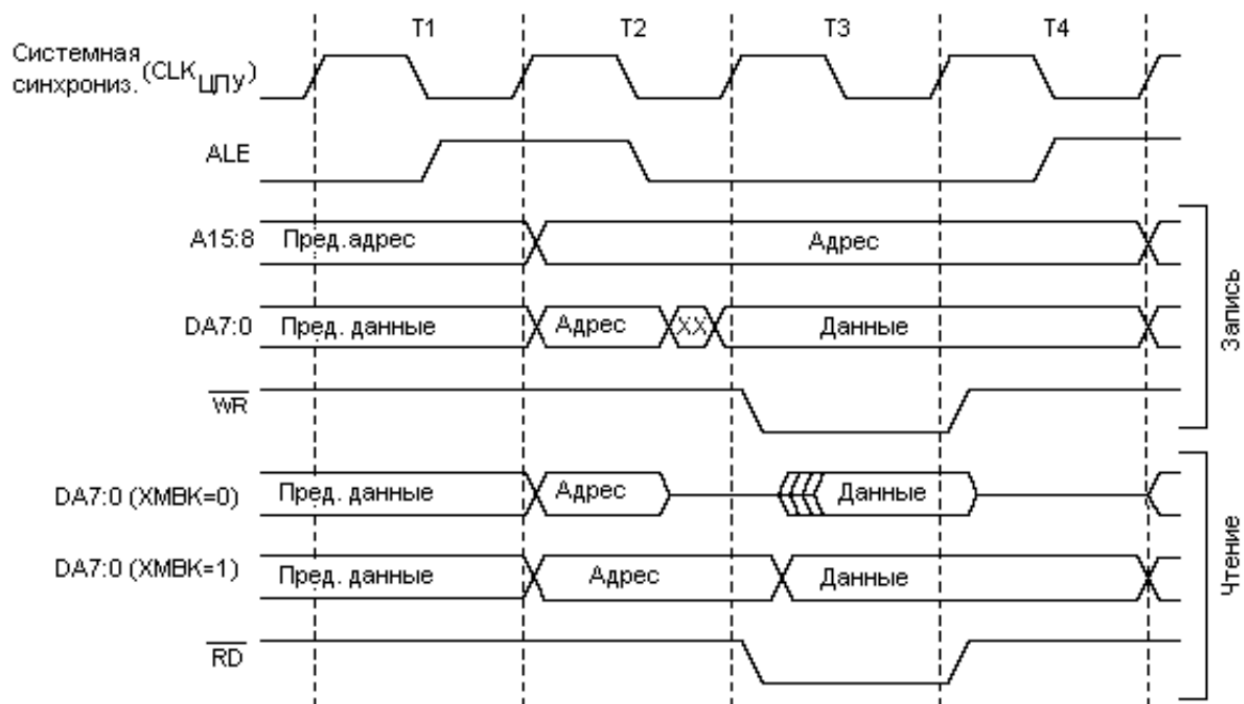 T1 T2 T3 T4
Системная
синхрониз. (CLK ЦПУ)
ALE
A15:8 Пред.адрес Адрес
DA7:0 Пред. данные Адрес XX Данные
WR
Запись
DA7:0 (XMBK=0) Пред. данные Адрес Данные
DA7:0 (XMBK=1) Пред. данные Адрес Данные
RD
Чтение